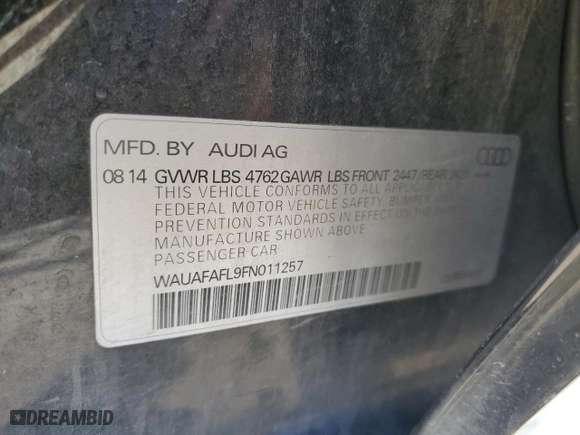 MFD. BY AUDI AG
08 14 GVWR LBS 4762 GAWR LBS FRONT 2447/REAR
THIS VEHICLE CONFORMS TO ALL
FEDERAL MOTOR VEHICLE SAFETY, BUMPER
PREVENTION STANDARDS IN EFFECT ON THE
MANUFACTURE SHOWN ABOVE
PASSENGER CAR
WAUAFAFL9FN011257
DREAMBID